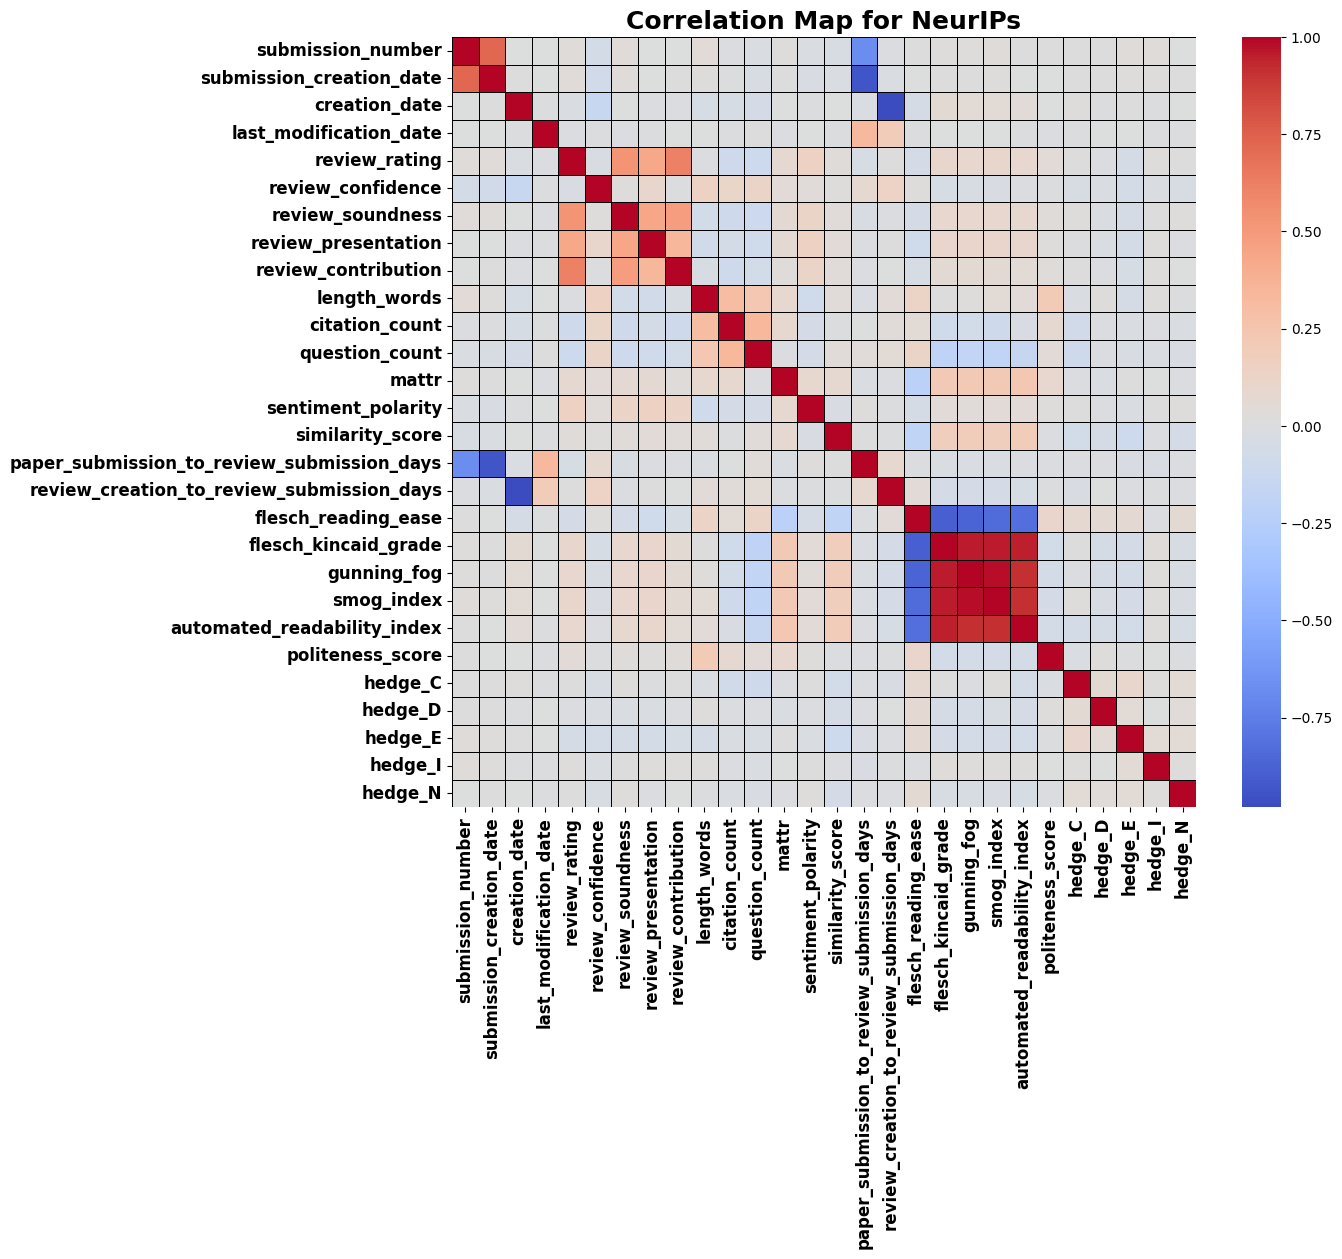 Correlation Map for NeurIPs
submission_number
submission_creation_date
creation_date
last_modification_date
review_rating
review_confidence
review_soundness
review_presentation
review_contribution
length_words
citation_count
question_count
mattr
sentiment_polarity
similarity_score
paper_submission_to_review_submission_days
review_creation_to_review_submission_days
flesch_reading_ease
flesch_kincaid_grade
gunning_fog
smog_index
automated_readability_index
politeness_score
hedge_C
hedge_D
hedge_E
hedge_I
hedge_N
submission_number
submission_creation_date
creation_date
last_modification_date
review_rating
review_confidence
review_soundness
review_presentation
review_contribution
length_words
citation_count
question_count
mattr
sentiment_polarity
similarity_score
paper_submission_to_review_submission_days
review_creation_to_review_submission_days
flesch_reading_ease
flesch_kincaid_grade
gunning_fog
smog_index
automated_readability_index
politeness_score
hedge_C
hedge_D
hedge_E
hedge_I
hedge_N
1.00
0.75
0.50
0.25
0.00
−0.25
−0.50
−0.75